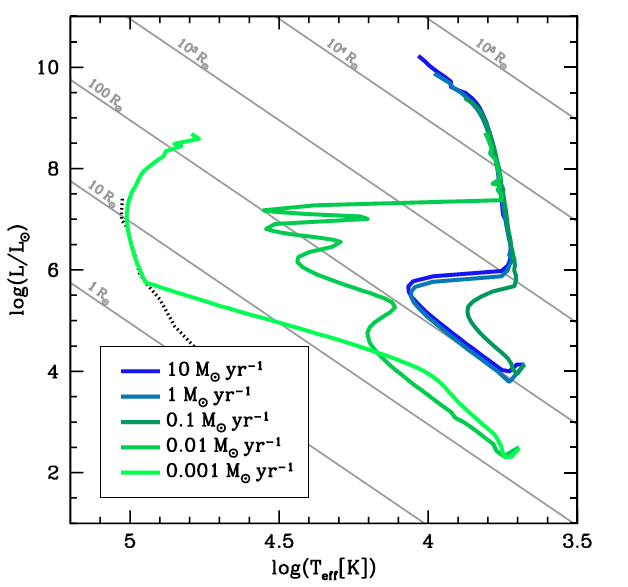 10³ R☉
10⁴ R☉
10⁵ R☉
100 R☉
10 R☉
1 R☉
10
8
6
4
2
log(L/L☉)
10 M☉ yr⁻¹
1 M☉ yr⁻¹
0.1 M☉ yr⁻¹
0.01 M☉ yr⁻¹
0.001 M☉ yr⁻¹
5
4.5
4
3.5
log(Teff[K])